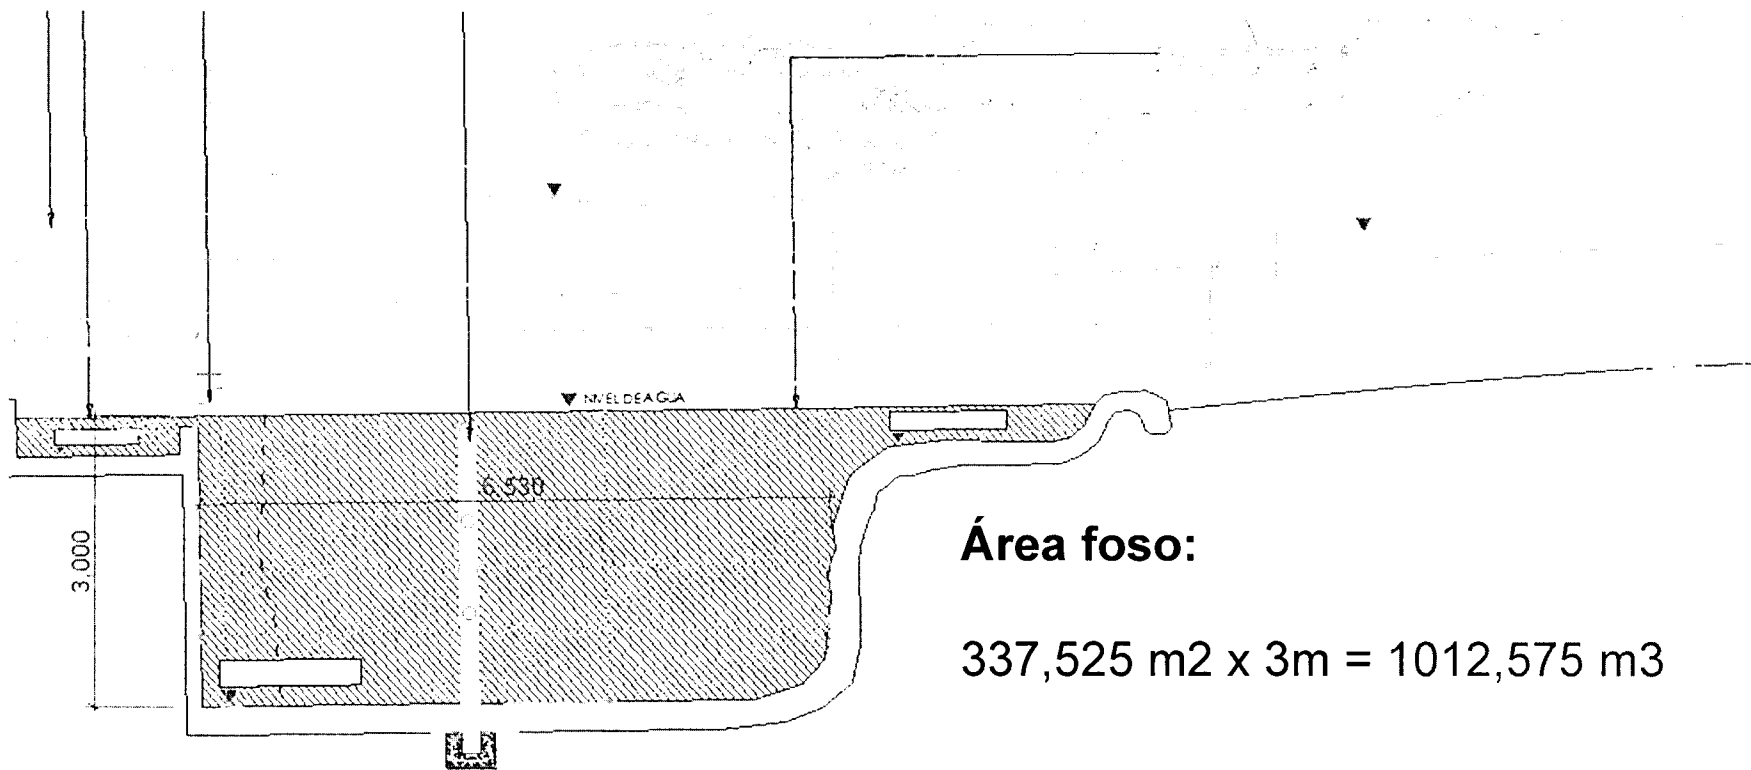 NIVEL DE AGUA
6.530
3.000
Área foso:
337,525 m2 x 3m = 1012,575 m3